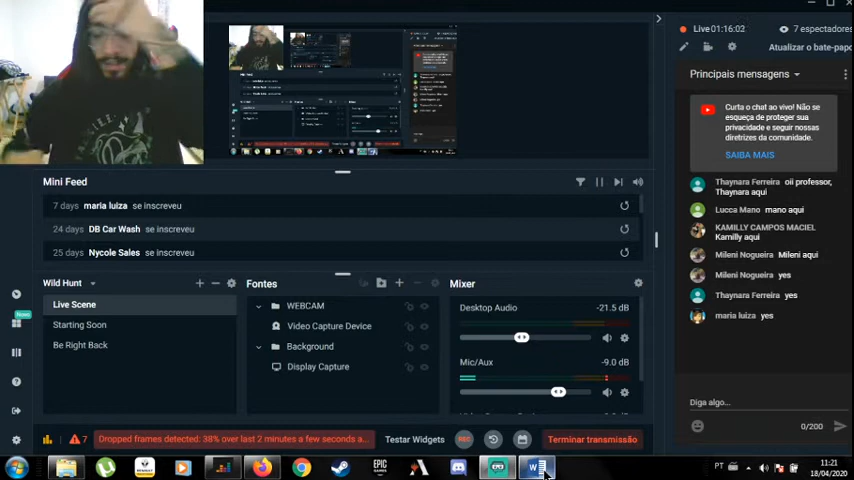 Live 01:16:02
7 espectadores
Atualizar o bate-papo
Principais mensagens
Curta o chat ao vivo! Não se
esqueça de proteger sua
privacidade e seguir nossas
diretrizes da comunidade.
SAIBA MAIS
Thaynara Ferreira oii professor,
Thaynara aqui
Lucca Mano mano aqui
KAMILLY CAMPOS MACIEL
Kamilly aqui
Mileni Nogueira Mileni aqui
Mileni Nogueira yes
Thaynara Ferreira yes
maria luiza yes
Diga algo...
0/200
Mini Feed
7 days maria luiza se inscreveu
24 days DB Car Wash se inscreveu
25 days Nycole Sales se inscreveu
Wild Hunt
Live Scene
Starting Soon
Be Right Back
Novo
Fontes
WEBCAM
Video Capture Device
Background
Display Capture
Mixer
Desktop Audio -21.5 dB
Mic/Aux -9.0 dB
7
Dropped frames detected: 38% over last 2 minutes a few seconds a...
Testar Widgets
REC
Terminar transmissão
EPIC
GAMES
W
PT
11:21
18/04/2020